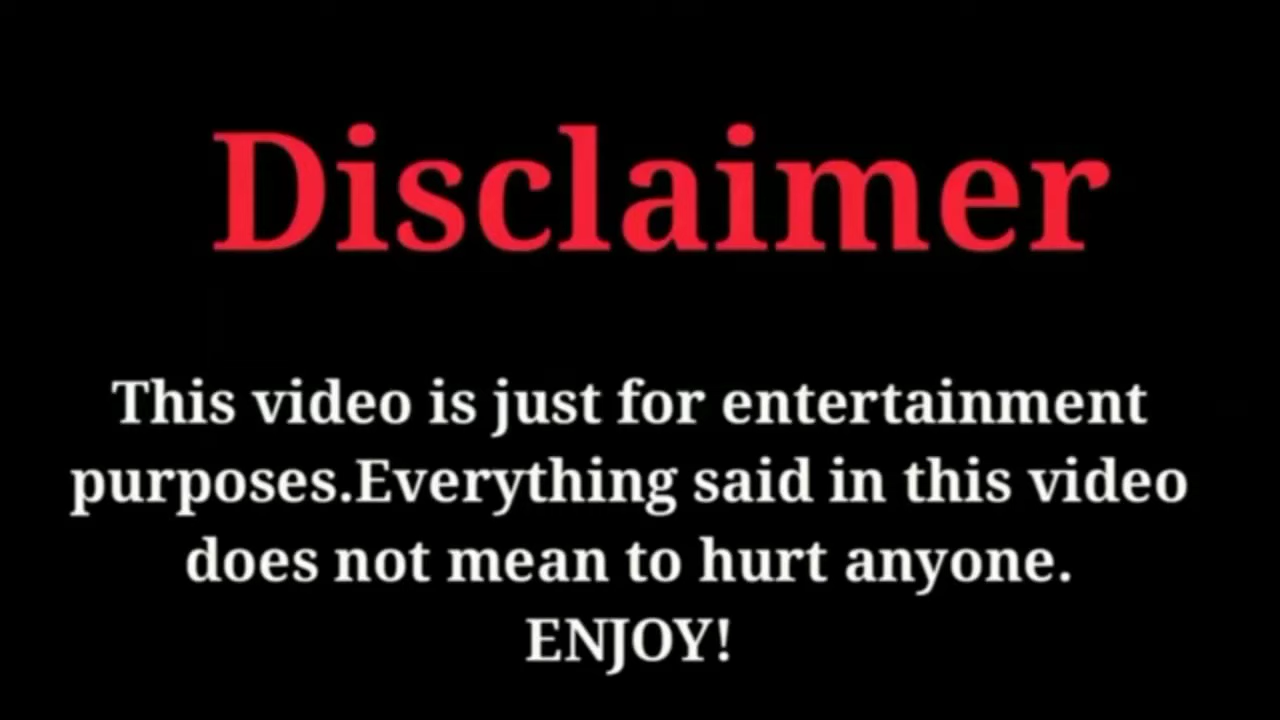 Disclaimer
This video is just for entertainment
purposes.Everything said in this video
does not mean to hurt anyone.
ENJOY!